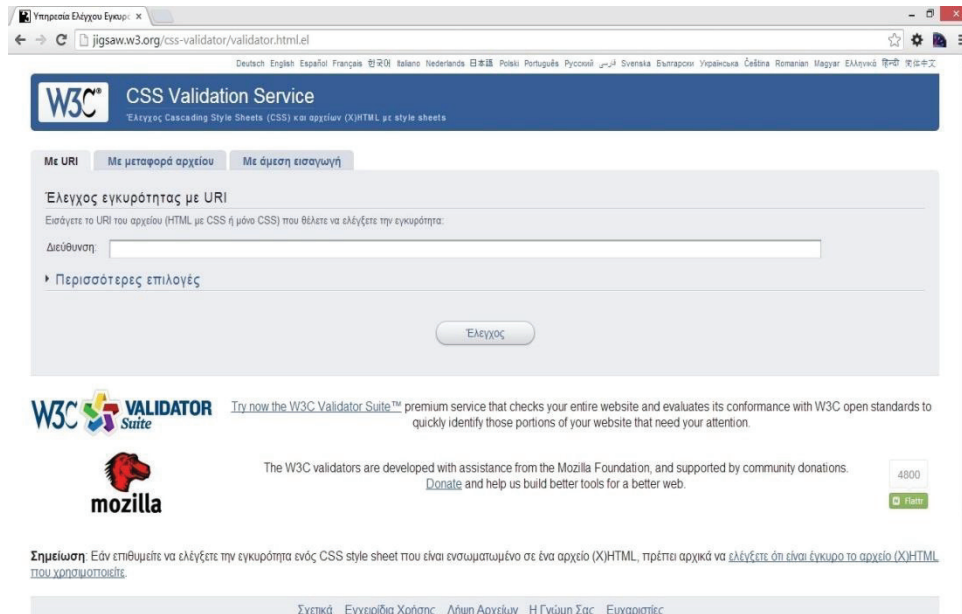 Υπηρεσία Ελέγχου Εγκυρ
jigsaw.w3.org/css-validator/validator.html.el
Deutsch English Español Français 한국어 Italiano Nederlands 日本語 Polski Português Русский فارسی Svenska Български Українська Čeština Romanian Magyar Ελληνικά हिन्दी 简体中文
W3C® CSS Validation Service
Έλεγχος Cascading Style Sheets (CSS) και αρχείων (X)HTML με style sheets
Με URI Με μεταφορά αρχείου Με άμεση εισαγωγή
Έλεγχος εγκυρότητας με URI
Εισάγετε το URI του αρχείου (HTML με CSS ή μόνο CSS) που θέλετε να ελέγξετε την εγκυρότητα:
Διεύθυνση:
Περισσότερες επιλογές
Έλεγχος
W3C VALIDATOR Suite
Try now the W3C Validator Suite™ premium service that checks your entire website and evaluates its conformance with W3C open standards to
quickly identify those portions of your website that need your attention.
mozilla
The W3C validators are developed with assistance from the Mozilla Foundation, and supported by community donations.
Donate and help us build better tools for a better web.
4800
Flattr
Σημείωση: Εάν επιθυμείτε να ελέγξετε την εγκυρότητα ενός CSS style sheet που είναι ενσωματωμένο σε ένα αρχείο (X)HTML, πρέπει αρχικά να ελέγξετε ότι είναι έγκυρο το αρχείο (X)HTML
που χρησιμοποιείτε.
Σχετικά Εγχειρίδια Χρήσης Λήψη Αρχείων Η Γνώμη Σας Ευχαριστίες